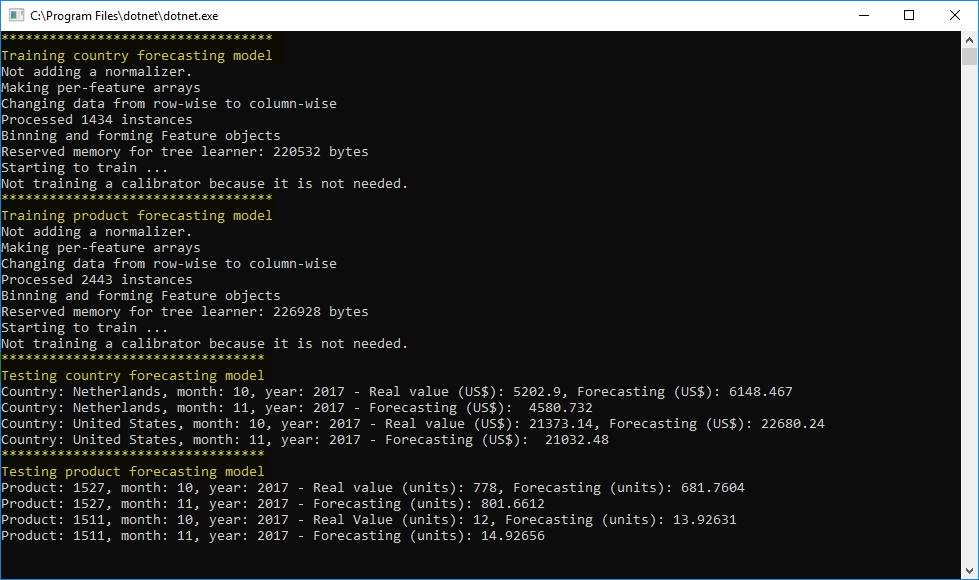 C:\Program Files\dotnet\dotnet.exe
**********************************
Training country forecasting model
Not adding a normalizer.
Making per-feature arrays
Changing data from row-wise to column-wise
Processed 1434 instances
Binning and forming Feature objects
Reserved memory for tree learner: 220532 bytes
Starting to train ...
Not training a calibrator because it is not needed.
**********************************
Training product forecasting model
Not adding a normalizer.
Making per-feature arrays
Changing data from row-wise to column-wise
Processed 2443 instances
Binning and forming Feature objects
Reserved memory for tree learner: 226928 bytes
Starting to train ...
Not training a calibrator because it is not needed.
*********************************
Testing country forecasting model
Country: Netherlands, month: 10, year: 2017 - Real value (US$): 5202.9, Forecasting (US$): 6148.467
Country: Netherlands, month: 11, year: 2017 - Forecasting (US$):  4580.732
Country: United States, month: 10, year: 2017 - Real value (US$): 21373.14, Forecasting (US$): 22680.24
Country: United States, month: 11, year: 2017 - Forecasting (US$):  21032.48
*********************************
Testing product forecasting model
Product: 1527, month: 10, year: 2017 - Real value (units): 778, Forecasting (units): 681.7604
Product: 1527, month: 11, year: 2017 - Forecasting (units): 801.6612
Product: 1511, month: 10, year: 2017 - Real Value (units): 12, Forecasting (units): 13.92631
Product: 1511, month: 11, year: 2017 - Forecasting (units): 14.92656